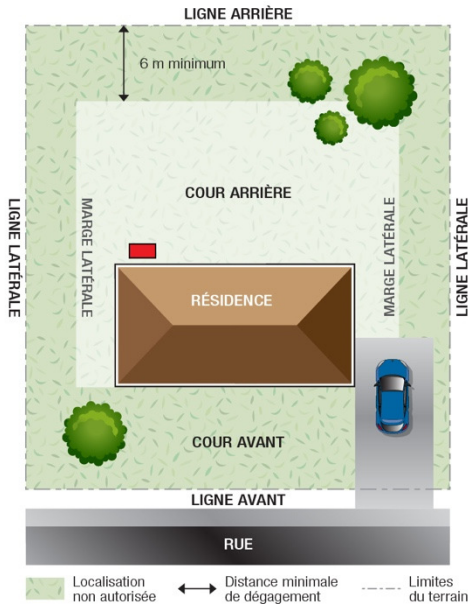 LIGNE ARRIÈRE
6 m minimum
COUR ARRIÈRE
LIGNE LATÉRALE
MARGE LATÉRALE
MARGE LATÉRALE
LIGNE LATÉRALE
RÉSIDENCE
COUR AVANT
LIGNE AVANT
RUE
Localisation
non autorisée
Distance minimale
de dégagement
Limites
du terrain